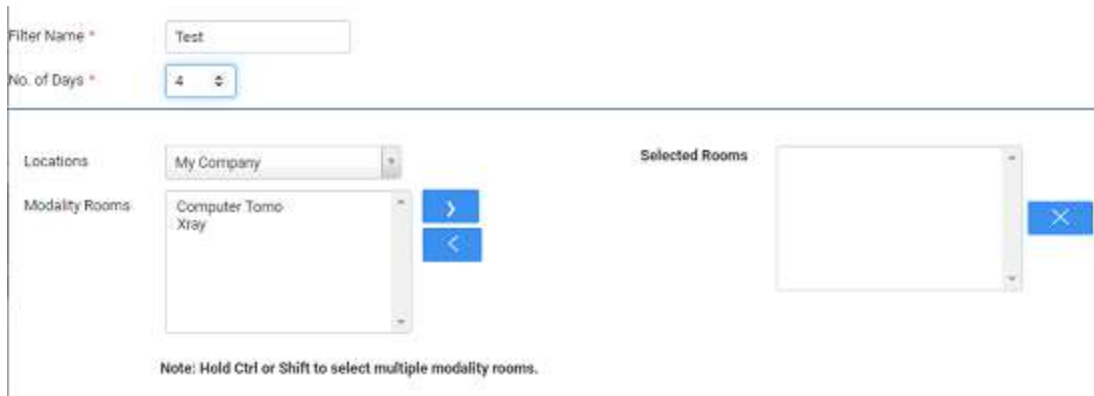 Filter Name *
Test
No. of Days *
4
Locations
My Company
Selected Rooms
Modality Rooms
Computer Tomo
Xray
Note: Hold Ctrl or Shift to select multiple modality rooms.